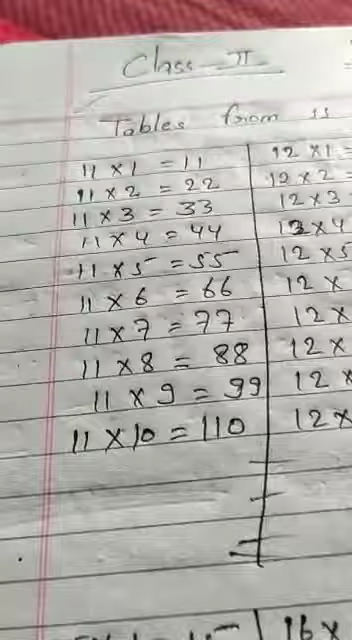 Class - II
Tables from 11
11 x 1 = 11
11 x 2 = 22
11 x 3 = 33
11 x 4 = 44
11 x 5 = 55
11 x 6 = 66
11 x 7 = 77
11 x 8 = 88
11 x 9 = 99
11 x 10 = 110
12 x 1 =
12 x 2 =
12 x 3
12 x 4
12 x 5
12 x
12 x
12 x
12 x
12 x
16 x